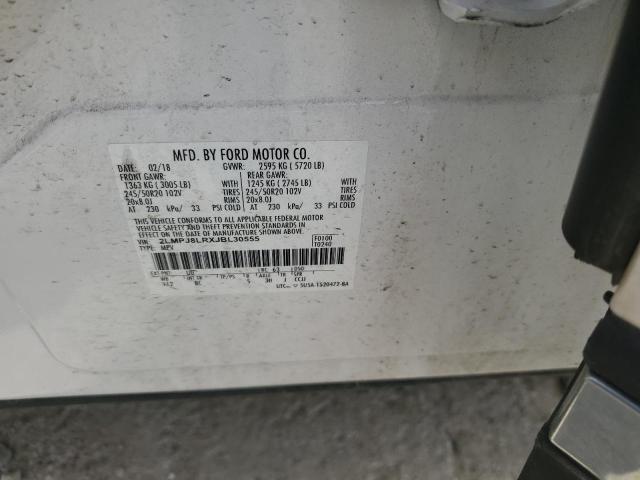 MFD. BY FORD MOTOR CO.
DATE: 02/18 GVWR: 2595 KG ( 5720 LB)
FRONT GAWR: REAR GAWR:
1363 KG ( 3005 LB) WITH 1245 KG ( 2745 LB) WITH
245/50R20 102V TIRES 245/50R20 102V TIRES
20x8.0J RIMS 20x8.0J RIMS
AT 230 kPa/ 33 PSI COLD AT 230 kPa/ 33 PSI COLD
THIS VEHICLE CONFORMS TO ALL APPLICABLE FEDERAL MOTOR
VEHICLE SAFETY AND THEFT PREVENTION STANDARDS IN EFFECT ON
THE DATE OF MANUFACTURE SHOWN ABOVE.
VIN: 2LMPJ8LRXJBL30555 F0100
TYPE: MPV T0240
EXT PNT: